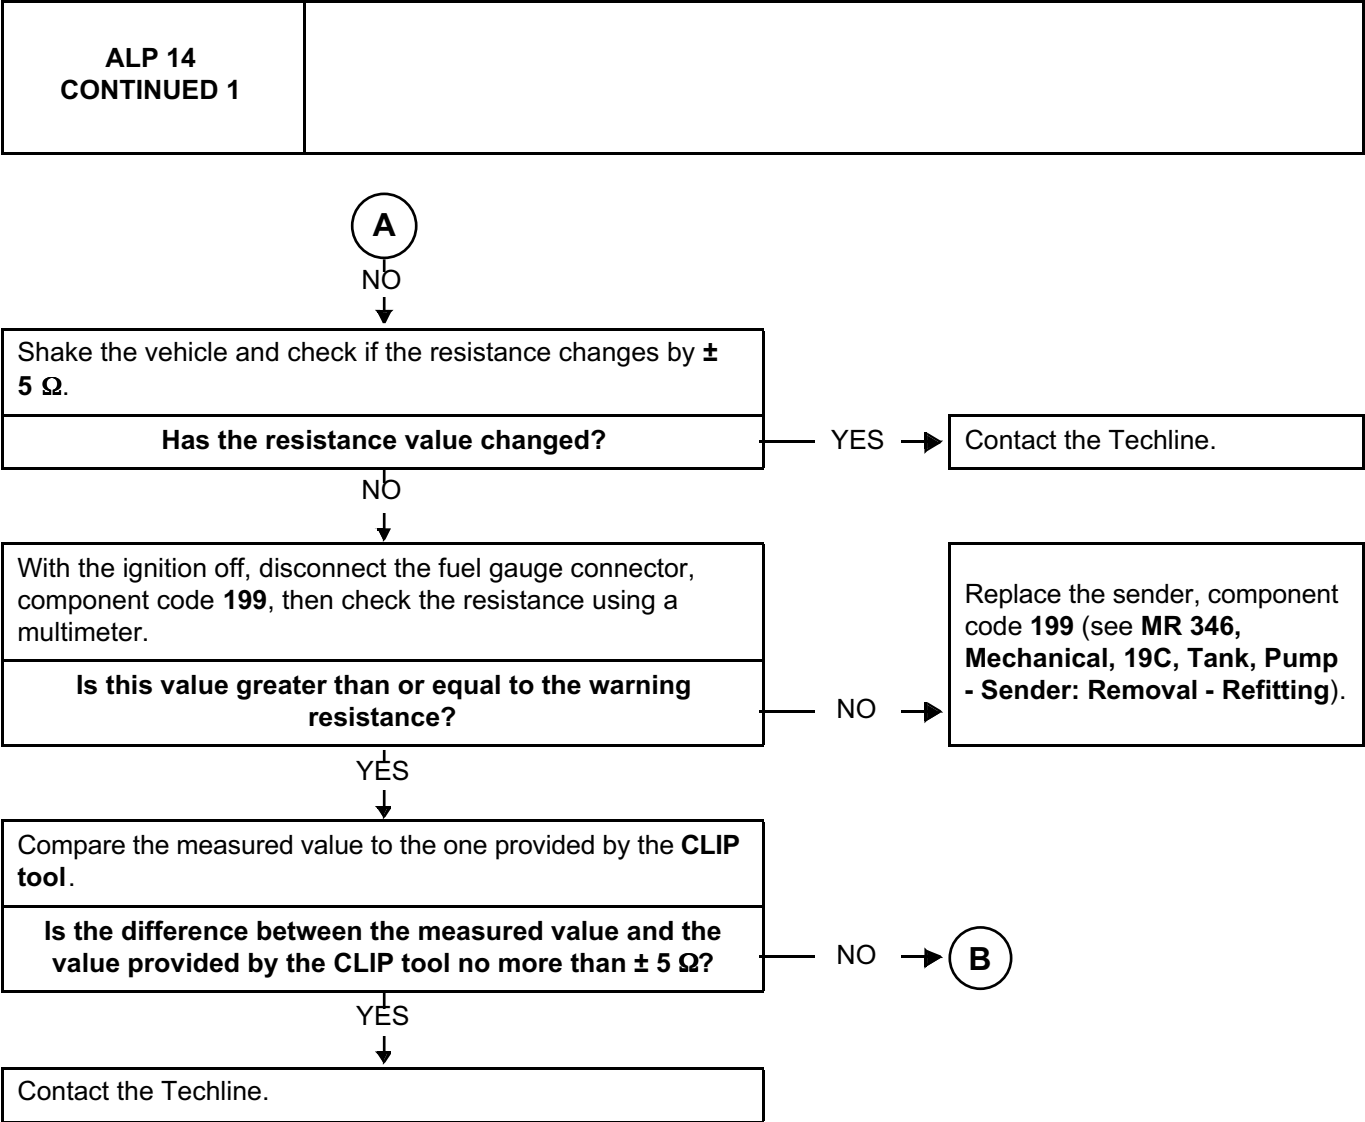 ALP 14
CONTINUED 1
A
NO
Shake the vehicle and check if the resistance changes by ±
5 Ω.
Has the resistance value changed?
YES
Contact the Techline.
NO
With the ignition off, disconnect the fuel gauge connector,
component code 199, then check the resistance using a
multimeter.
Is this value greater than or equal to the warning
resistance?
NO
Replace the sender, component
code 199 (see MR 346,
Mechanical, 19C, Tank, Pump
- Sender: Removal - Refitting).
YES
Compare the measured value to the one provided by the CLIP
tool.
Is the difference between the measured value and the
value provided by the CLIP tool no more than ± 5 Ω?
NO
B
YES
Contact the Techline.